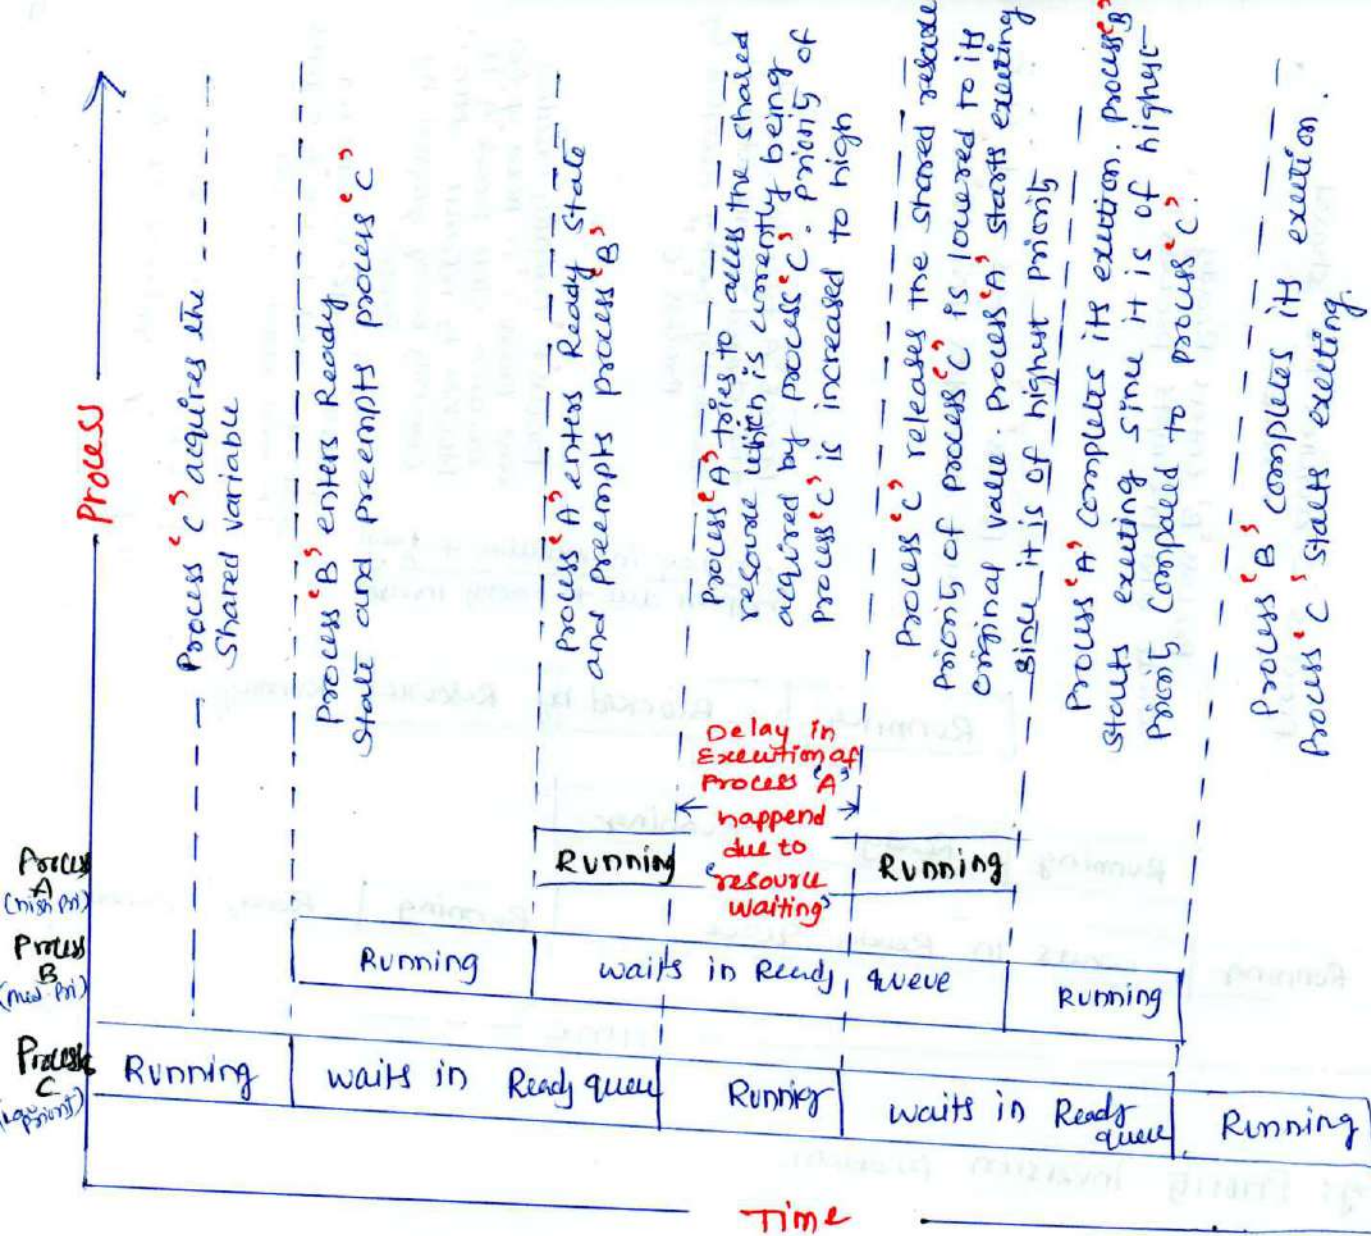 Process
Process 'C' acquires the
Shared variable
Process 'B' enters Ready
State and preempts process 'C'
Process 'A' enters Ready State
and preempts process 'B'
Process 'A' tries to access the shared
resource which is currently being
acquired by process 'C'. priority of
Process 'C' is increased to high
Process 'C' releases the shared resource
Priority of process 'C' is lowered to its
original value. Process 'A' starts executing
Since it is of highest priority
Process 'A' completes its execution. process 'B'
starts executing since it is of highest
priority compared to process 'C'.
Process 'B' completes its execution.
Process 'C' starts executing.
Delay in
Execution of
Process 'A'
happend
due to
'resource
waiting'
Process
A
(high Pri)
Running
Running
Process
B
(med Pri)
Running
waits in Ready queue
Running
Process
C
(Low priority)
Running
waits in Ready queue
Running
waits in Ready
queue
Running
Time